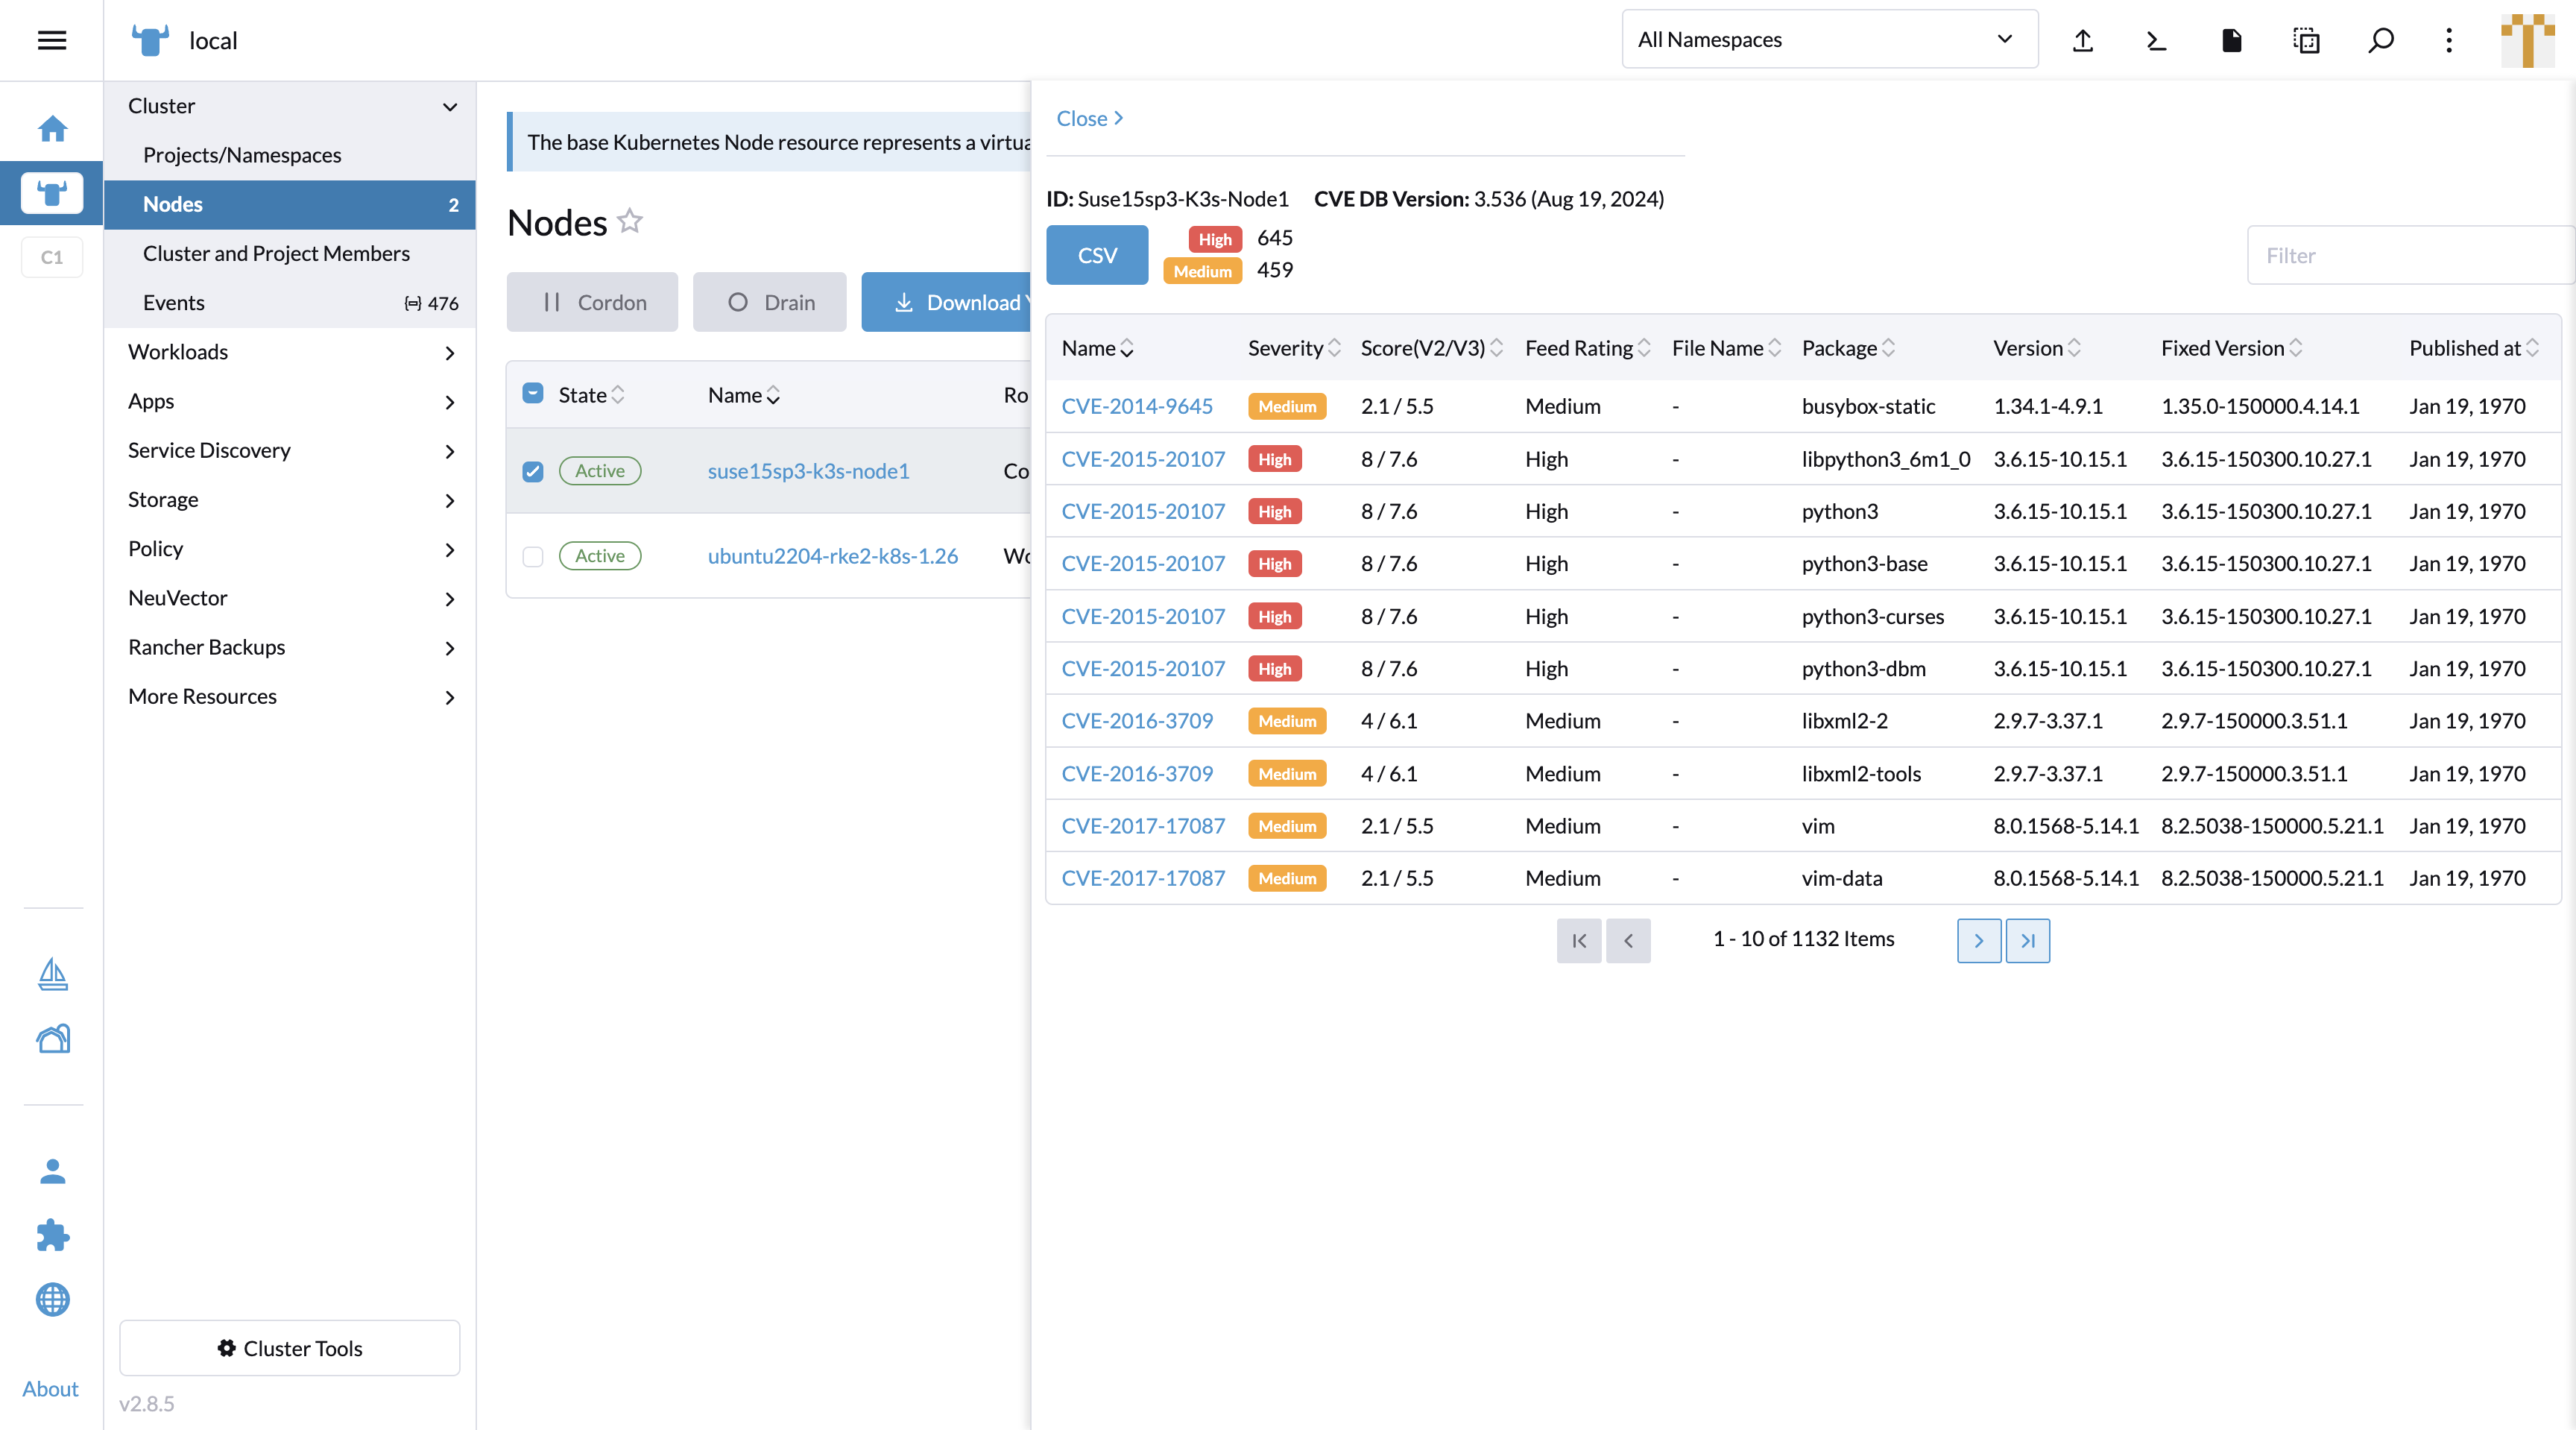 local
All Namespaces
C1
About
Cluster
Projects/Namespaces
Nodes 2
Cluster and Project Members
Events 476
Workloads
Apps
Service Discovery
Storage
Policy
NeuVector
Rancher Backups
More Resources
Cluster Tools
v2.8.5
The base Kubernetes Node resource represents a virtua
Nodes
Cordon Drain Download
State Name Ro
Active suse15sp3-k3s-node1 Co
Active ubuntu2204-rke2-k8s-1.26 Wo
Close
ID: Suse15sp3-K3s-Node1 CVE DB Version: 3.536 (Aug 19, 2024)
CSV High 645
Medium 459
Filter
Name Severity Score(V2/V3) Feed Rating File Name Package Version Fixed Version Published at
CVE-2014-9645 Medium 2.1 / 5.5 Medium - busybox-static 1.34.1-4.9.1 1.35.0-150000.4.14.1 Jan 19, 1970
CVE-2015-20107 High 8 / 7.6 High - libpython3_6m1_0 3.6.15-10.15.1 3.6.15-150300.10.27.1 Jan 19, 1970
CVE-2015-20107 High 8 / 7.6 High - python3 3.6.15-10.15.1 3.6.15-150300.10.27.1 Jan 19, 1970
CVE-2015-20107 High 8 / 7.6 High - python3-base 3.6.15-10.15.1 3.6.15-150300.10.27.1 Jan 19, 1970
CVE-2015-20107 High 8 / 7.6 High - python3-curses 3.6.15-10.15.1 3.6.15-150300.10.27.1 Jan 19, 1970
CVE-2015-20107 High 8 / 7.6 High - python3-dbm 3.6.15-10.15.1 3.6.15-150300.10.27.1 Jan 19, 1970
CVE-2016-3709 Medium 4 / 6.1 Medium - libxml2-2 2.9.7-3.37.1 2.9.7-150000.3.51.1 Jan 19, 1970
CVE-2016-3709 Medium 4 / 6.1 Medium - libxml2-tools 2.9.7-3.37.1 2.9.7-150000.3.51.1 Jan 19, 1970
CVE-2017-17087 Medium 2.1 / 5.5 Medium - vim 8.0.1568-5.14.1 8.2.5038-150000.5.21.1 Jan 19, 1970
CVE-2017-17087 Medium 2.1 / 5.5 Medium - vim-data 8.0.1568-5.14.1 8.2.5038-150000.5.21.1 Jan 19, 1970
1 - 10 of 1132 Items